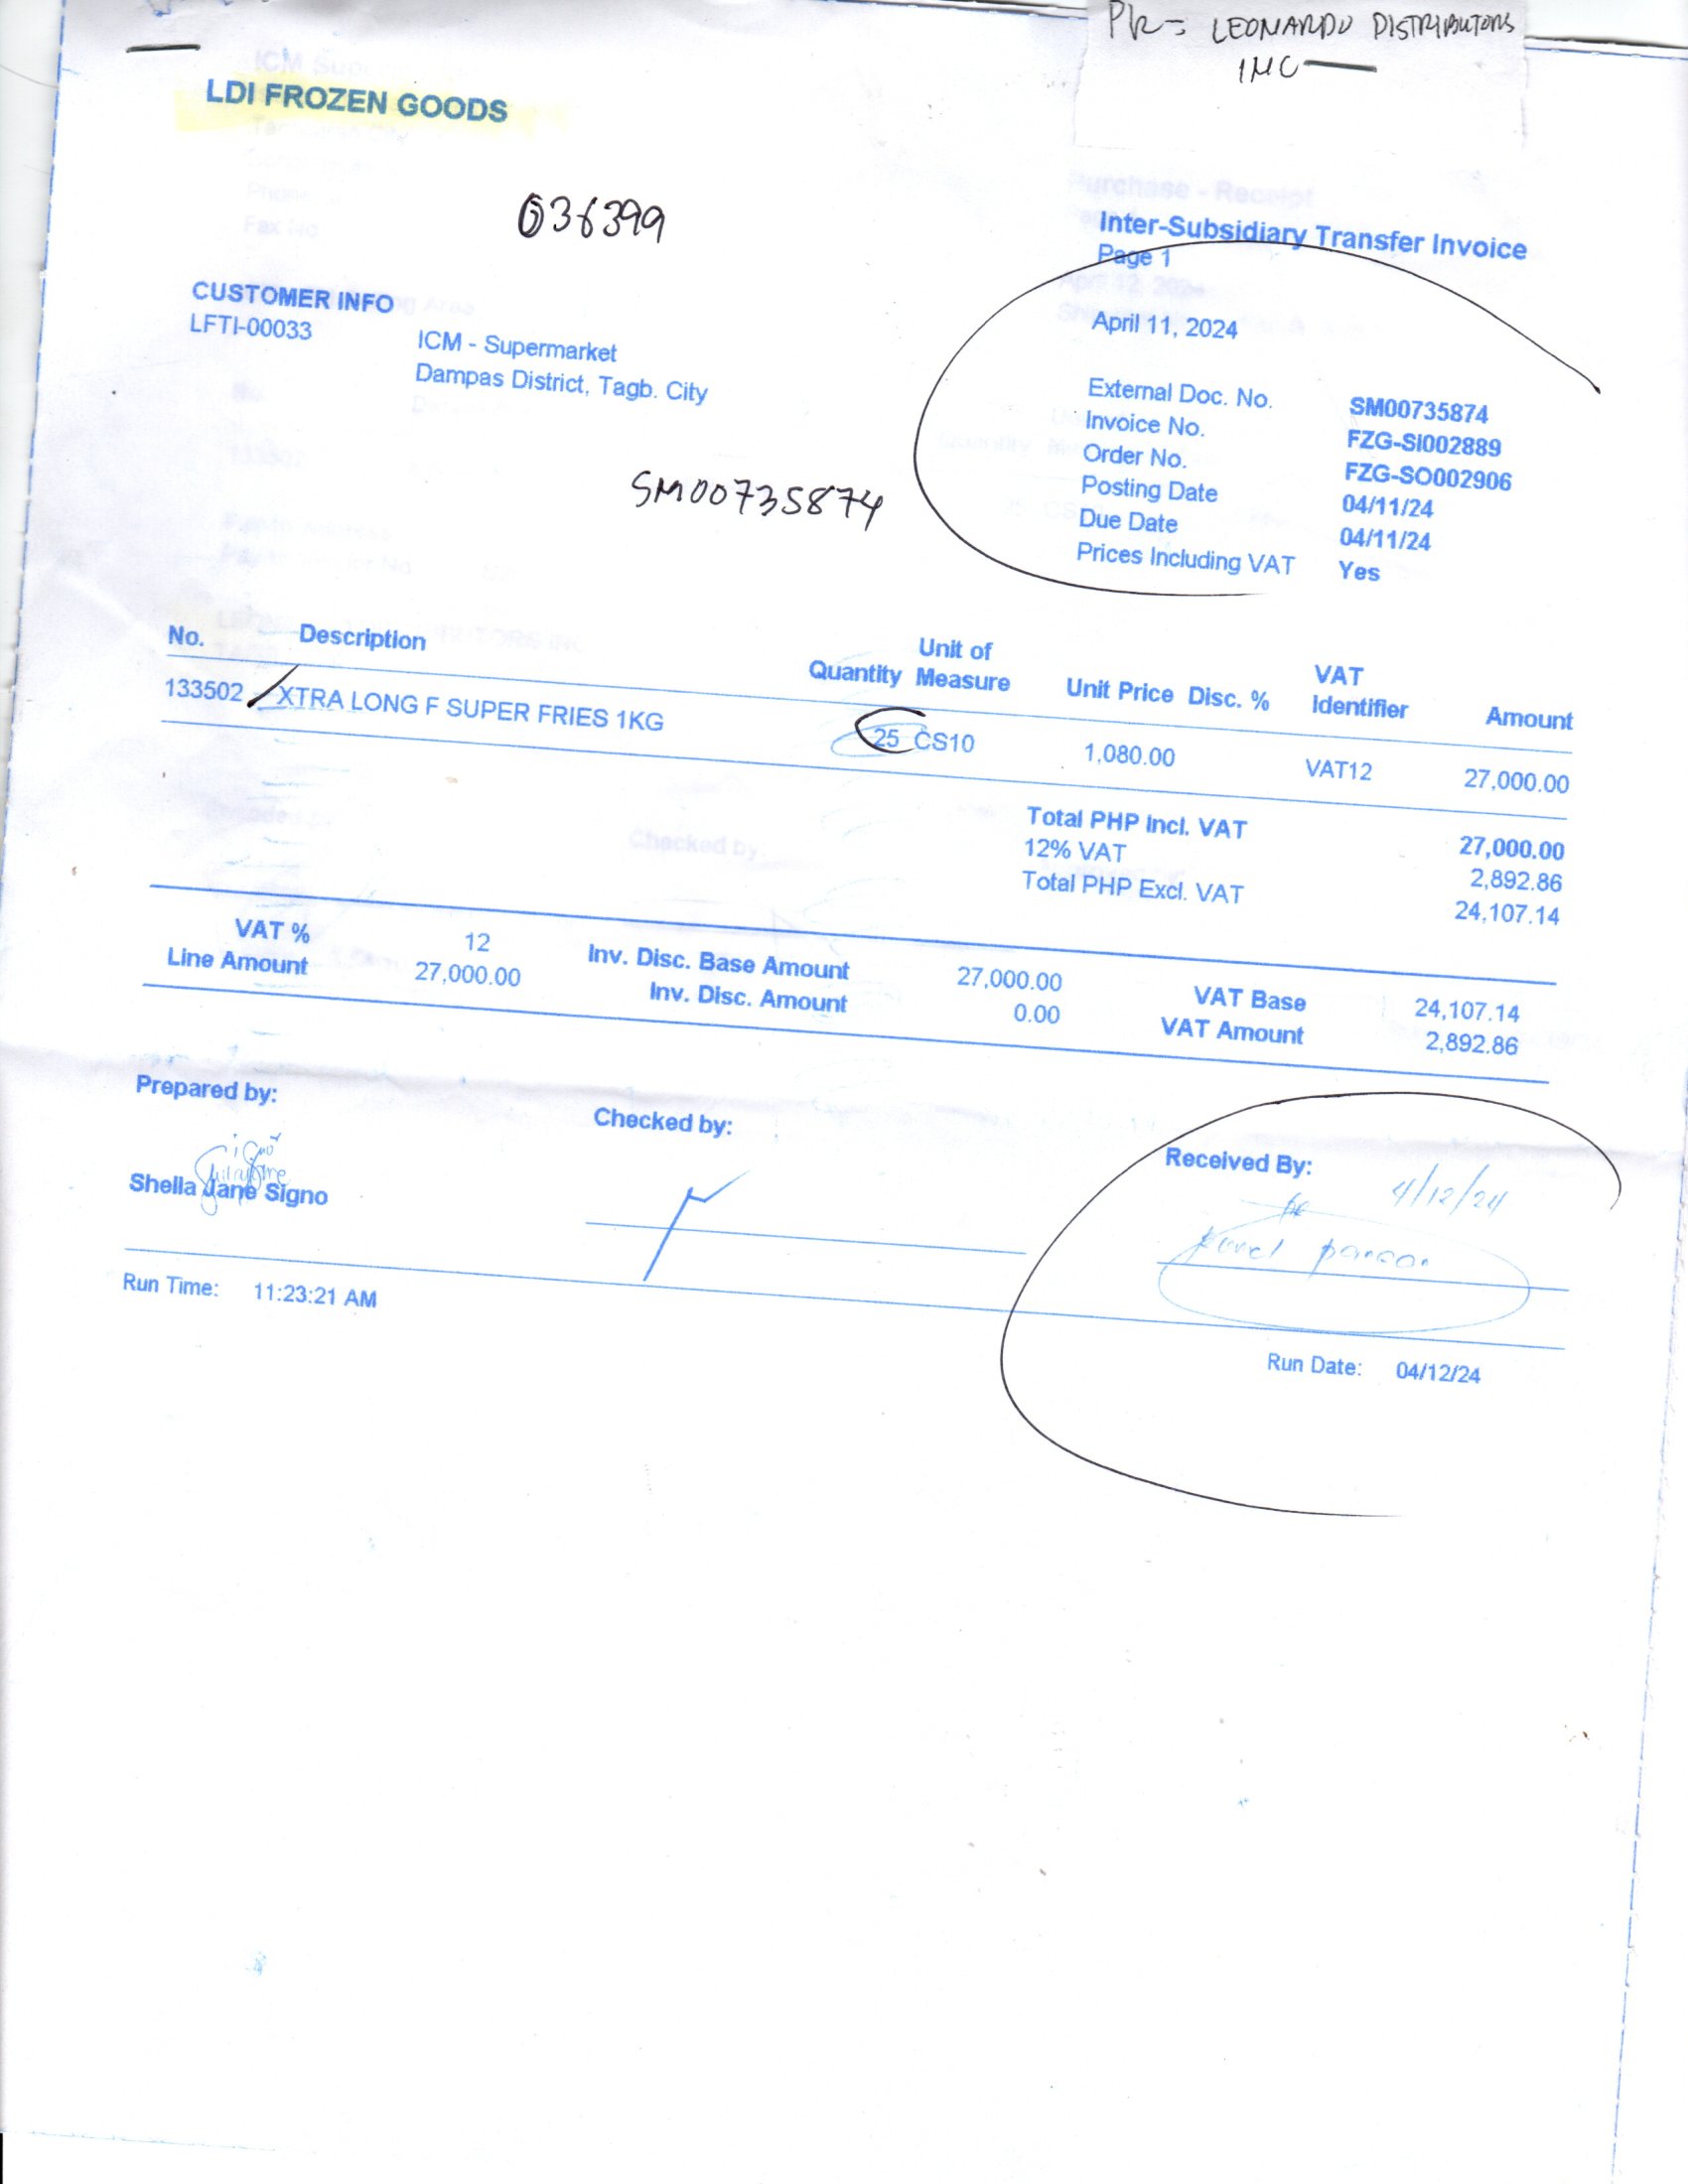 PR = LEONARDO DISTRIBUTORS
INC
LDI FROZEN GOODS
036399
Purchase - Receipt
Inter-Subsidiary Transfer Invoice
Page 1
CUSTOMER INFO
LFTI-00033
ICM - Supermarket
Dampas District, Tagb. City
April 11, 2024
External Doc. No. SM00735874
Invoice No. FZG-SI002889
Order No. FZG-SO002906
Posting Date 04/11/24
Due Date 04/11/24
Prices Including VAT Yes
SM00735874
No. Description Quantity Unit of Measure Unit Price Disc. % VAT Identifier Amount
133502 XTRA LONG F SUPER FRIES 1KG 25 CS10 1,080.00 VAT12 27,000.00
Total PHP Incl. VAT 27,000.00
12% VAT 2,892.86
Total PHP Excl. VAT 24,107.14
VAT % 12 Inv. Disc. Base Amount 27,000.00 VAT Base 24,107.14
Line Amount 27,000.00 Inv. Disc. Amount 0.00 VAT Amount 2,892.86
Prepared by:
Checked by:
Received By: 4/12/24
Shella Jane Signo
Run Time: 11:23:21 AM
Run Date: 04/12/24